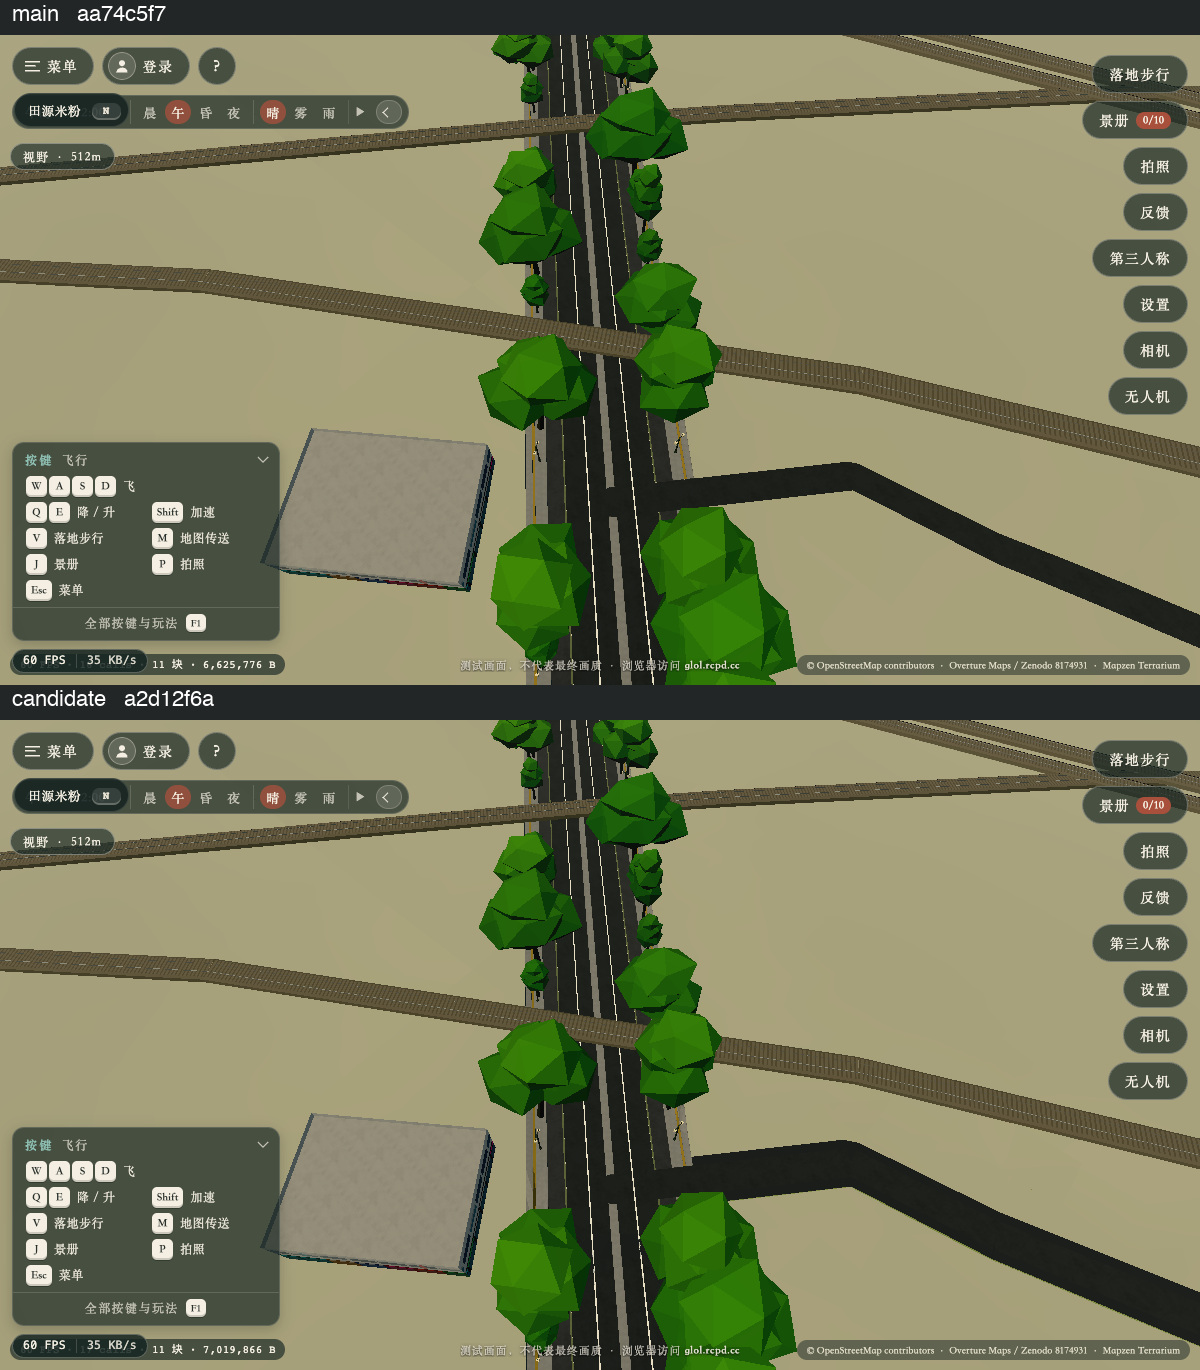 main aa74c5f7
菜单 登录 ?
落地步行
田源米粉 N 晨 午 昏 夜 晴 雾 雨
景册 0/10
视野 · 512m
拍照
反馈
第三人称
设置
相机
无人机
按键 飞行
W A S D 飞
Q E 降 / 升 Shift 加速
V 落地步行 M 地图传送
J 景册 P 拍照
Esc 菜单
全部按键与玩法 F1
60 FPS 35 KB/s 11 块 · 6,625,776 B
测试画面，不代表最终画质 · 浏览器访问 glol.rcpd.cc
© OpenStreetMap contributors · Overture Maps / Zenodo 8174931 · Mapzen Terrarium
candidate a2d12f6a
菜单 登录 ?
落地步行
田源米粉 N 晨 午 昏 夜 晴 雾 雨
景册 0/10
视野 · 512m
拍照
反馈
第三人称
设置
相机
无人机
按键 飞行
W A S D 飞
Q E 降 / 升 Shift 加速
V 落地步行 M 地图传送
J 景册 P 拍照
Esc 菜单
全部按键与玩法 F1
60 FPS 35 KB/s 11 块 · 7,019,866 B
测试画面，不代表最终画质 · 浏览器访问 glol.rcpd.cc
© OpenStreetMap contributors · Overture Maps / Zenodo 8174931 · Mapzen Terrarium